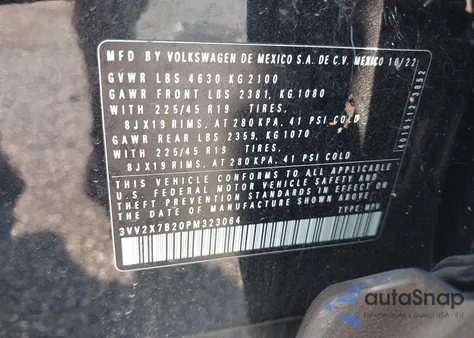 MFD BY VOLKSWAGEN DE MEXICO S.A. DE C.V. MEXICO 10/22
GVWR LBS 4630 KG 2100
GAWR FRONT LBS 2381, KG 1080
WITH 225/45 R19 TIRES,
8JX19 RIMS, AT 280 KPA, 41 PSI COLD
GAWR REAR LBS 2359, KG 1070
WITH 225/45 R19 TIRES,
8JX19 RIMS, AT 280 KPA, 41 PSI COLD
THIS VEHICLE CONFORMS TO ALL APPLICABLE
U.S. FEDERAL MOTOR VEHICLE SAFETY AND
THEFT PREVENTION STANDARDS IN EFFECT ON
THE DATE OF MANUFACTURE SHOWN ABOVE
3VV2X7B20PM323064 TYPE: MPV
autoSnap